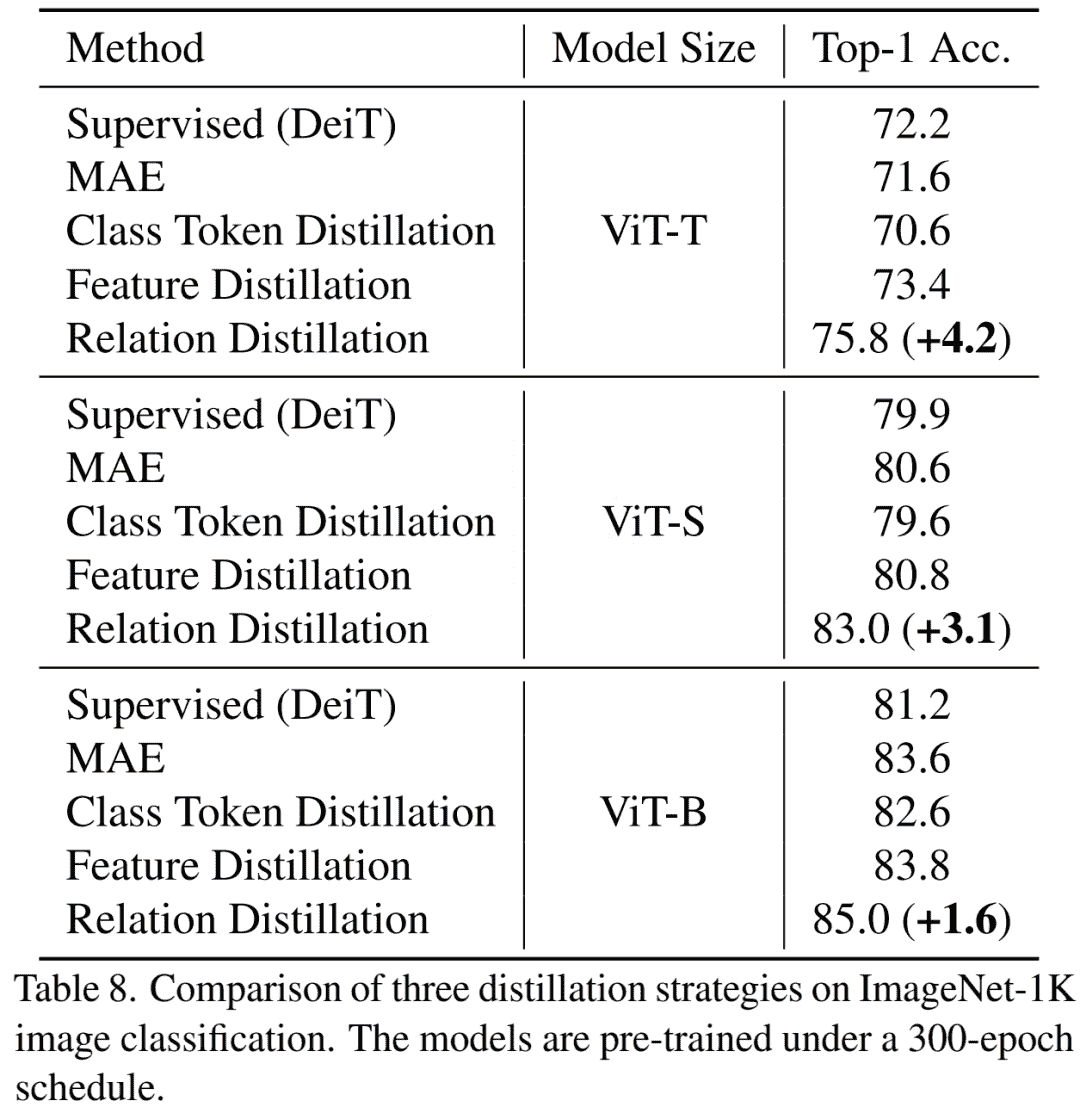 Method Model Size Top-1 Acc.
Supervised (DeiT) 72.2
MAE 71.6
Class Token Distillation ViT-T 70.6
Feature Distillation 73.4
Relation Distillation 75.8 (+4.2)
Supervised (DeiT) 79.9
MAE 80.6
Class Token Distillation ViT-S 79.6
Feature Distillation 80.8
Relation Distillation 83.0 (+3.1)
Supervised (DeiT) 81.2
MAE 83.6
Class Token Distillation ViT-B 82.6
Feature Distillation 83.8
Relation Distillation 85.0 (+1.6)
Table 8. Comparison of three distillation strategies on ImageNet-1K
image classification. The models are pre-trained under a 300-epoch
schedule.